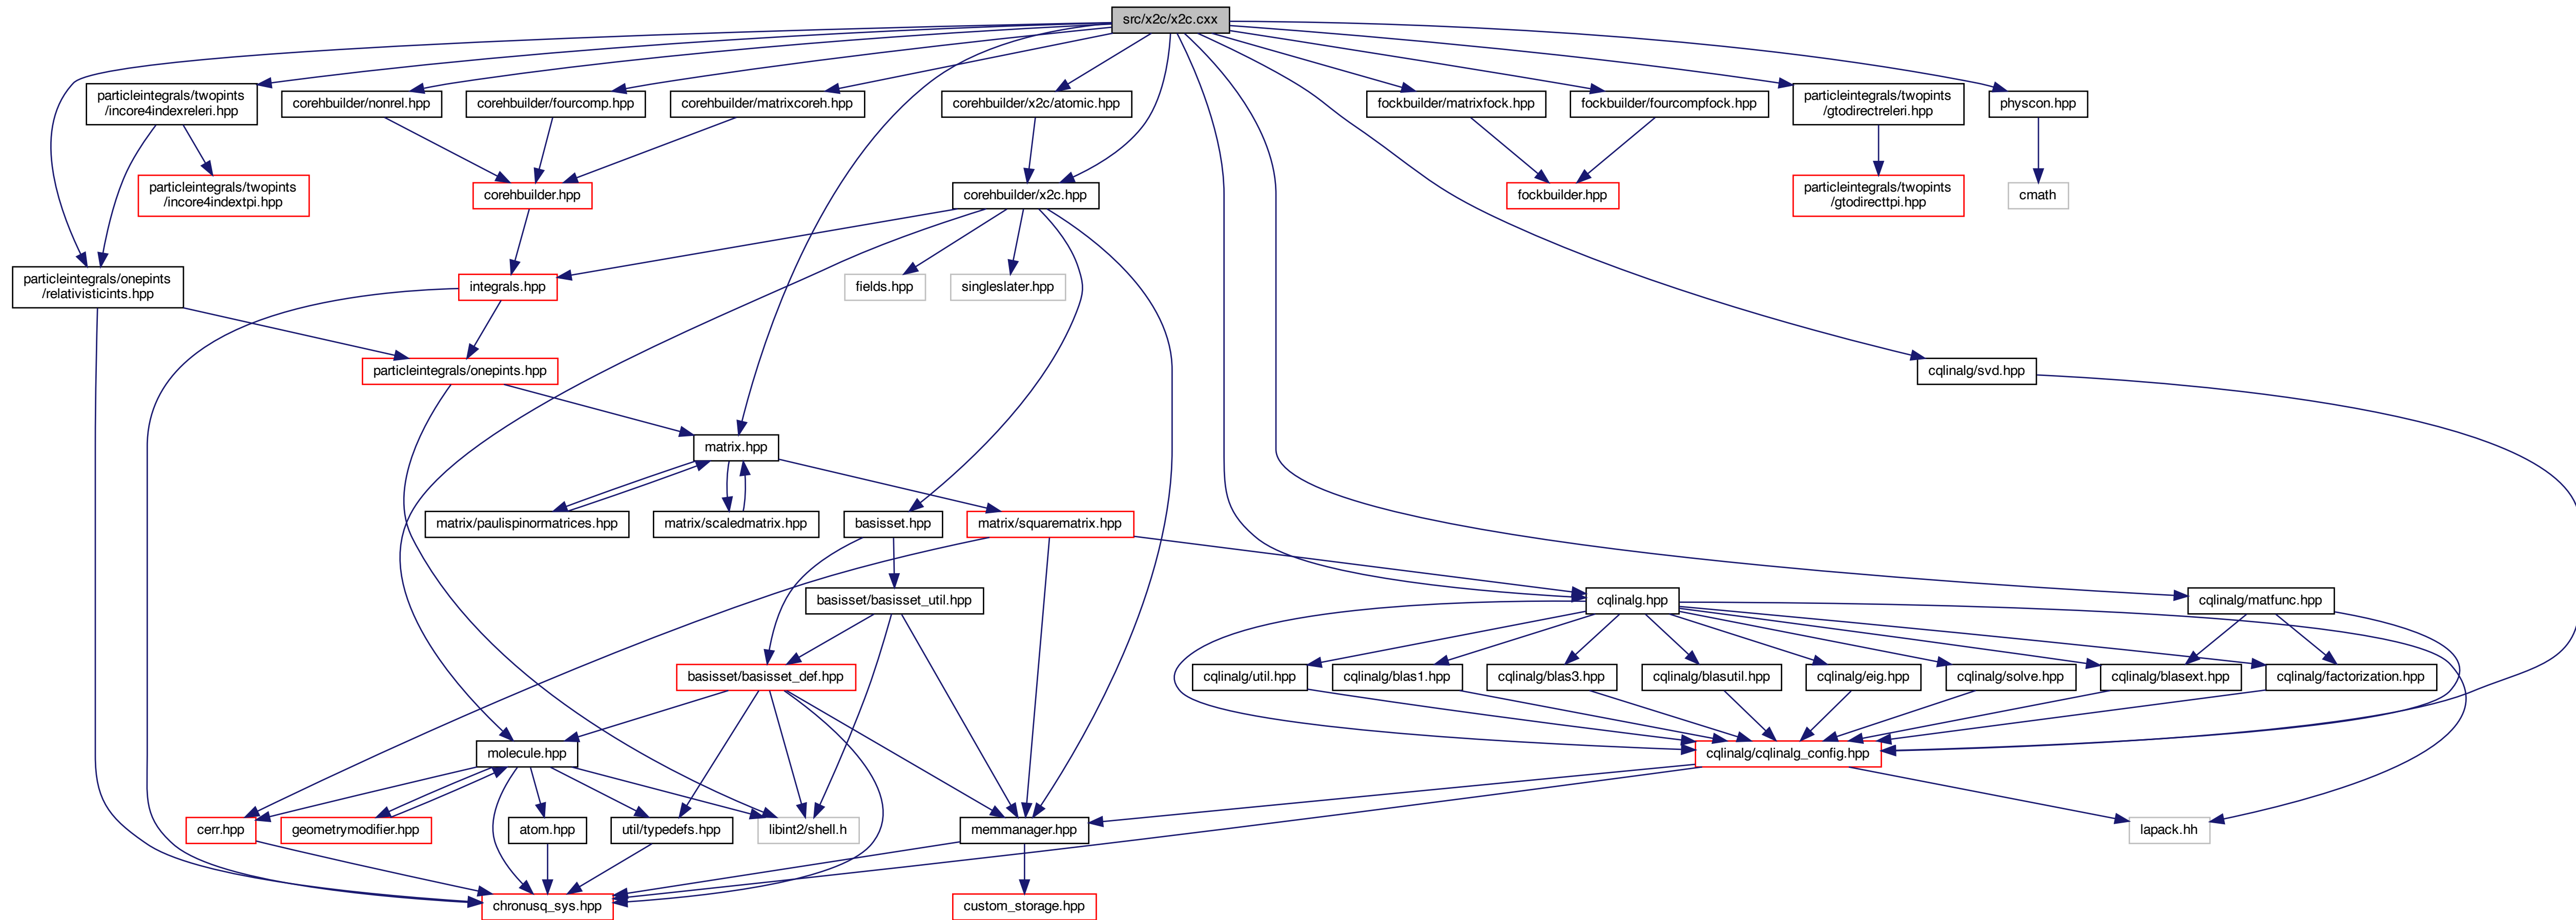 src/x2c/x2c.cxx
particleintegrals/twopints
/incore4indexreleri.hpp
corehbuilder/nonrel.hpp
corehbuilder/fourcomp.hpp
corehbuilder/matrixcoreh.hpp
corehbuilder/x2c/atomic.hpp
fockbuilder/matrixfock.hpp
fockbuilder/fourcompfock.hpp
particleintegrals/twopints
/gtodirectreleri.hpp
physcon.hpp
particleintegrals/twopints
/incore4indextpi.hpp
corehbuilder.hpp
corehbuilder/x2c.hpp
fockbuilder.hpp
particleintegrals/twopints
/gtodirecttpi.hpp
cmath
particleintegrals/onepints
/relativisticints.hpp
integrals.hpp
fields.hpp
singleslater.hpp
particleintegrals/onepints.hpp
cqlinalg/svd.hpp
matrix.hpp
matrix/paulispinormatrices.hpp
matrix/scaledmatrix.hpp
basisset.hpp
matrix/squarematrix.hpp
basisset/basisset_util.hpp
cqlinalg.hpp
cqlinalg/matfunc.hpp
basisset/basisset_def.hpp
cqlinalg/util.hpp
cqlinalg/blas1.hpp
cqlinalg/blas3.hpp
cqlinalg/blasutil.hpp
cqlinalg/eig.hpp
cqlinalg/solve.hpp
cqlinalg/blasext.hpp
cqlinalg/factorization.hpp
molecule.hpp
cqlinalg/cqlinalg_config.hpp
cerr.hpp
geometrymodifier.hpp
atom.hpp
util/typedefs.hpp
libint2/shell.h
memmanager.hpp
lapack.hh
chronusq_sys.hpp
custom_storage.hpp